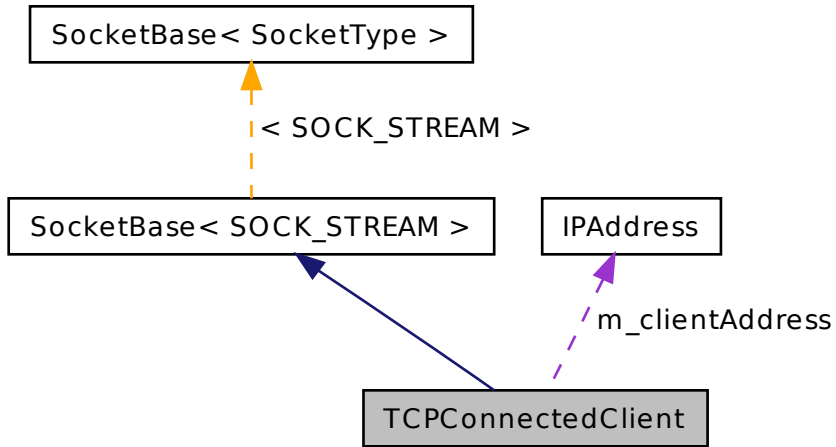 SocketBase< SocketType >
< SOCK_STREAM >
SocketBase< SOCK_STREAM >
IPAddress
m_clientAddress
TCPConnectedClient